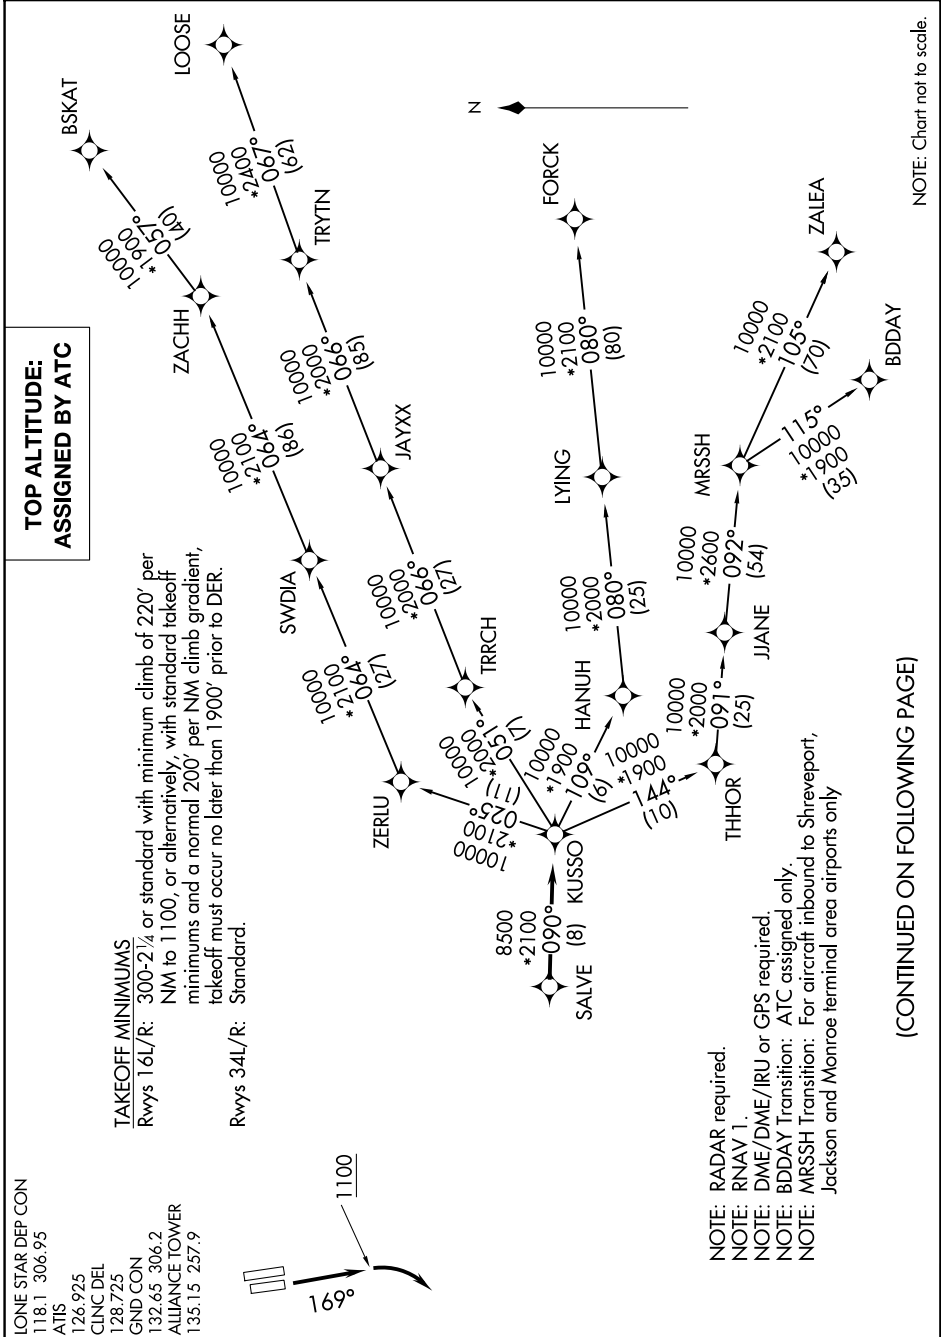 LONE STAR DEP CON
118.1 306.95
ATIS
126.925
CLNC DEL
128.725
GND CON
132.65 306.2
ALLIANCE TOWER
135.15 257.9
TOP ALTITUDE:
ASSIGNED BY ATC
TAKEOFF MINIMUMS
Rwys 16L/R: 300-2¼ or standard with minimum climb of 220' per
NM to 1100, or alternatively, with standard takeoff
minimums and a normal 200' per NM climb gradient,
takeoff must occur no later than 1900' prior to DER.
Rwys 34L/R: Standard.
1100
169°
BSKAT
10000
*1900
057°
(40)
ZACHH
10000
*2100
064°
(86)
SWDIA
10000
*2100
064°
(27)
ZERLU
10000
*2100
025°
(11)
LOOSE
10000
*2400
067°
(62)
TRYTN
10000
*2000
066°
(85)
JAYXX
10000
*2000
066°
(27)
TRRCH
10000
*2000
051°
(7)
N
FORCK
10000
*2100
080°
(80)
LYING
10000
*2000
080°
(25)
HANUH
10000
*1900
109°
(6)
SALVE
8500
*2100
090°
(8)
KUSSO
10000
*1900
144°
(10)
THHOR
10000
*2000
091°
(25)
JJANE
10000
*2600
092°
(54)
MRSSH
10000
*2100
105°
(70)
ZALEA
115°
10000
*1900
(35)
BDDAY
NOTE: RADAR required.
NOTE: RNAV 1.
NOTE: DME/DME/IRU or GPS required.
NOTE: BDDAY Transition: ATC assigned only.
NOTE: MRSSH Transition: For aircraft inbound to Shreveport,
Jackson and Monroe terminal area airports only
NOTE: Chart not to scale.
(CONTINUED ON FOLLOWING PAGE)